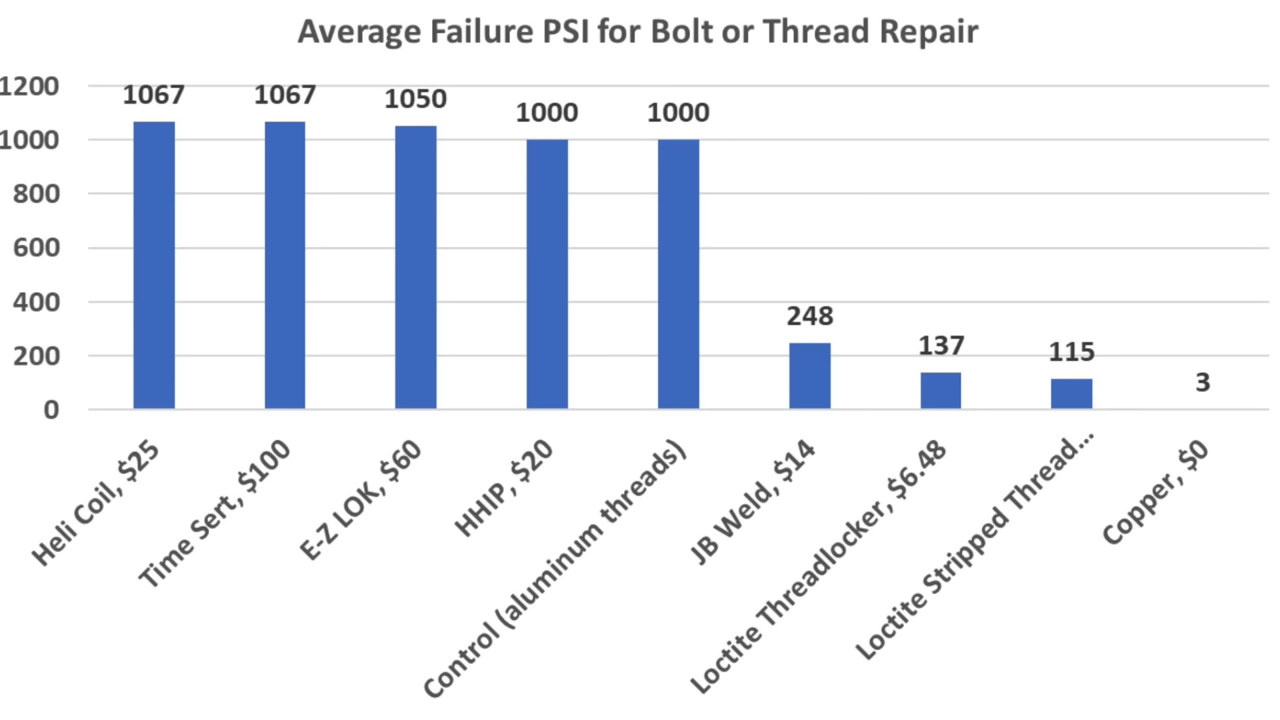 Average Failure PSI for Bolt or Thread Repair
1200
1000
800
600
400
200
0
1067
1067
1050
1000
1000
248
137
115
3
Heli Coil, $25
Time Sert, $100
E-Z LOK, $60
HHIP, $20
Control (aluminum threads)
JB Weld, $14
Loctite Threadlocker, $6.48
Loctite Stripped Thread...
Copper, $0